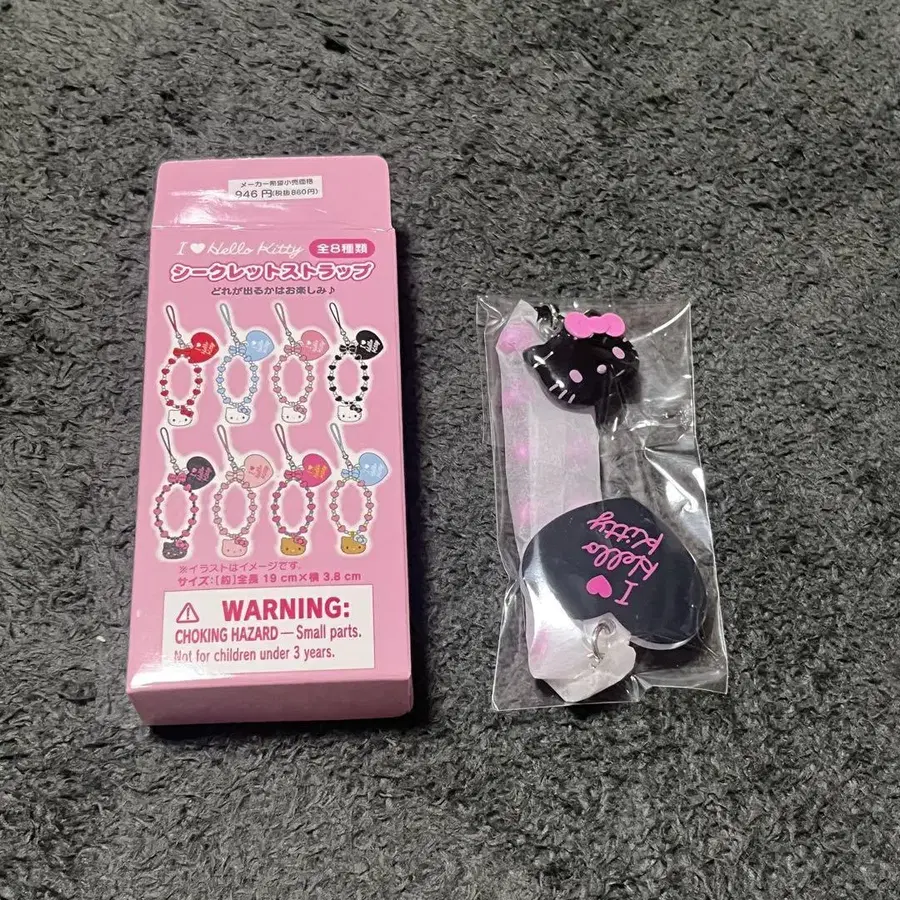 メーカー希望小売価格
946円(税抜860円)
I ♥ Hello Kitty 全8種類
シークレットストラップ
どれが出るかはお楽しみ♪
※イラストはイメージです。
サイズ:[約]全長 19 cm×横 3.8 cm
⚠ WARNING:
CHOKING HAZARD — Small parts.
Not for children under 3 years.
I ♥
Hello
Kitty